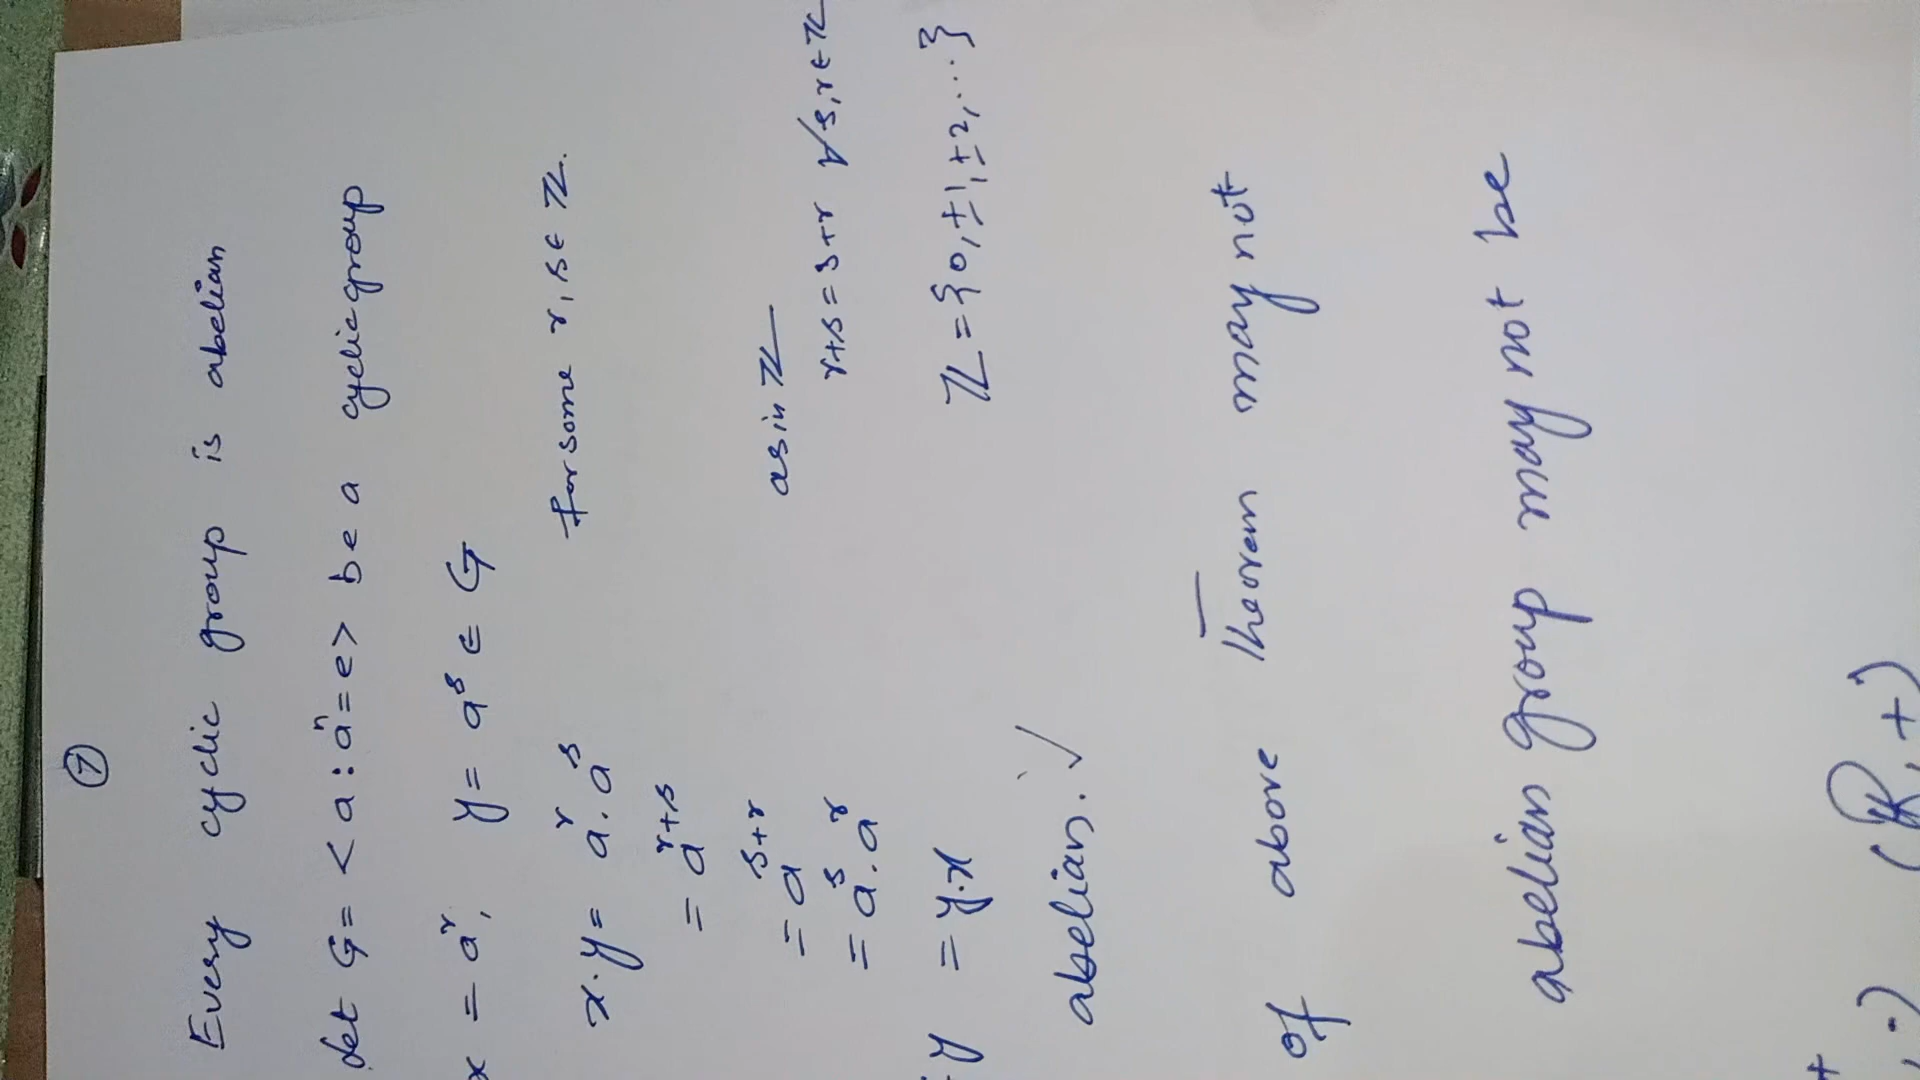 7
Every cyclic group is abelian
Let G = < a : aⁿ = e > be a cyclic group
x = aʳ, y = aˢ ∈ G
for some r, s ∈ ℤ.
x·y = aʳ . aˢ
= aʳ⁺ˢ
as in ℤ
= aˢ⁺ʳ
r+s = s+r ∀ s, r ∈ ℤ
= aˢ . aʳ
y = y·x
ℤ = {0, ±1, ±2, ...}
abelian. ✓
of above Theorem may not
abelian group may not be
, ·) (ℝ, +)